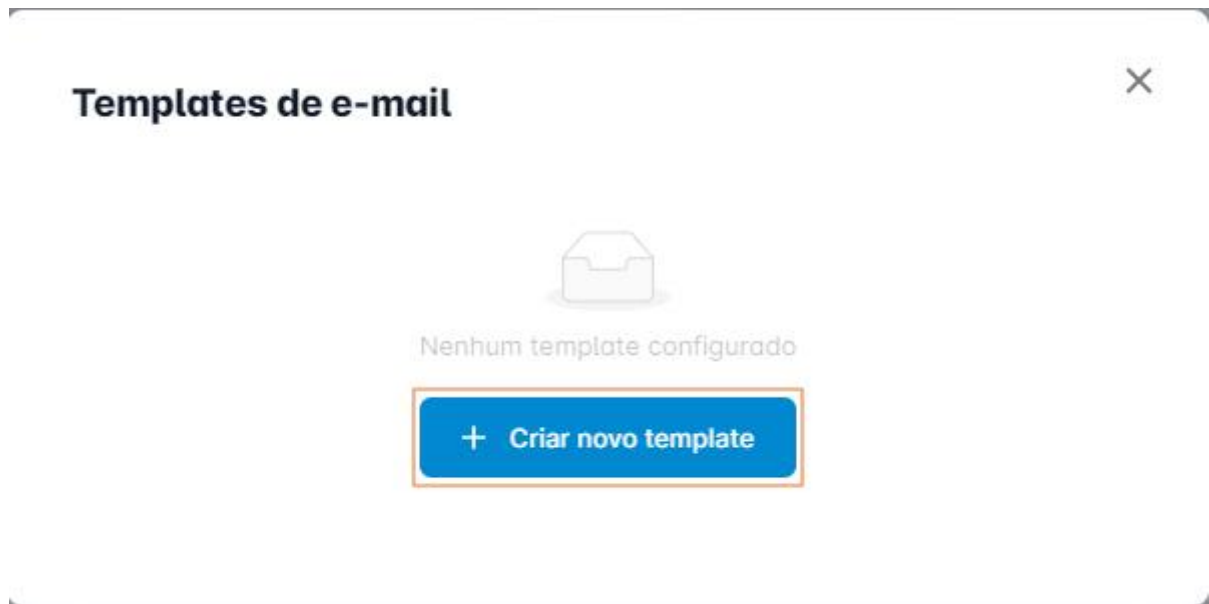 Templates de e-mail
Nenhum template configurado
+ Criar novo template